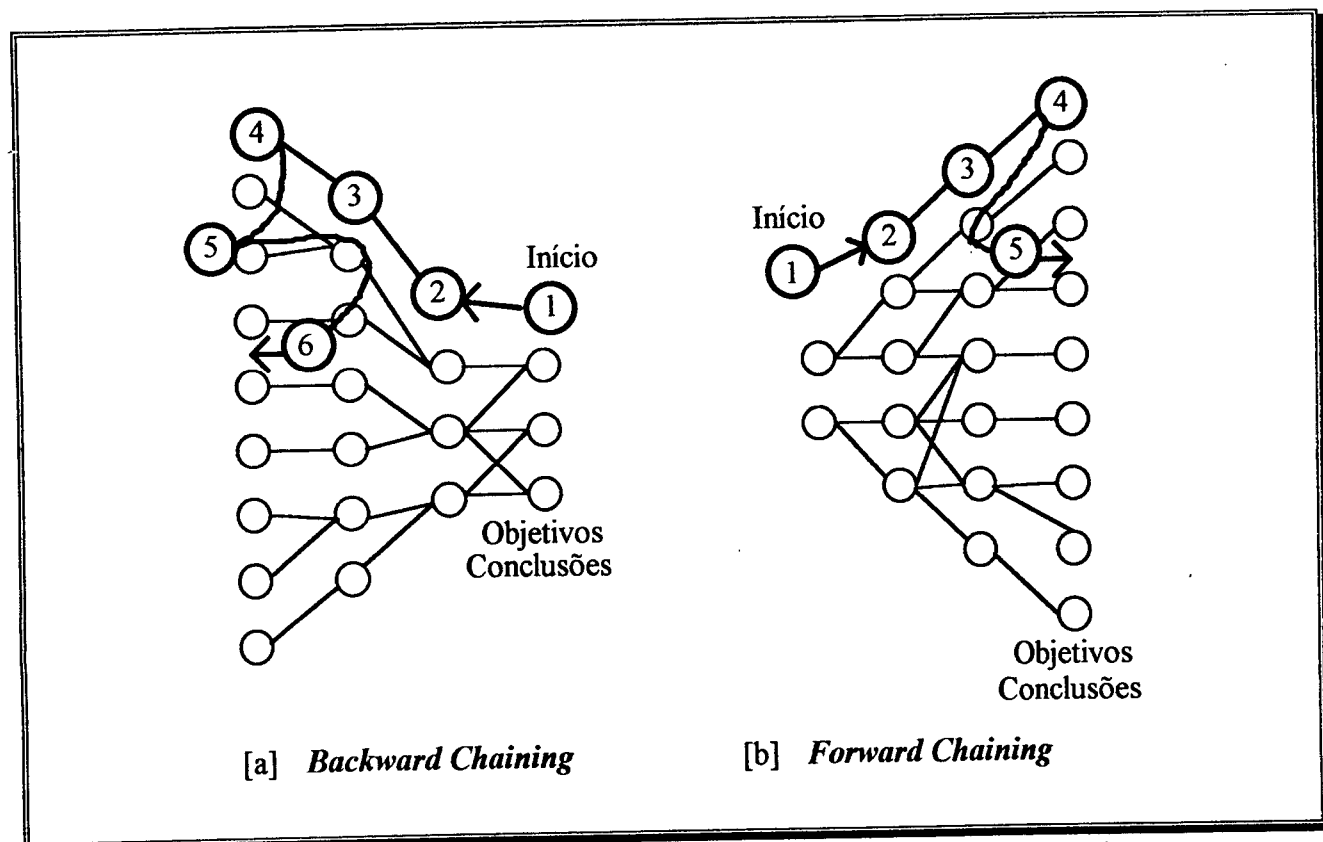 4
3
5
Início
2
1
6
Objetivos
Conclusões
[a] Backward Chaining
4
3
Início
2
5
1
Objetivos
Conclusões
[b] Forward Chaining